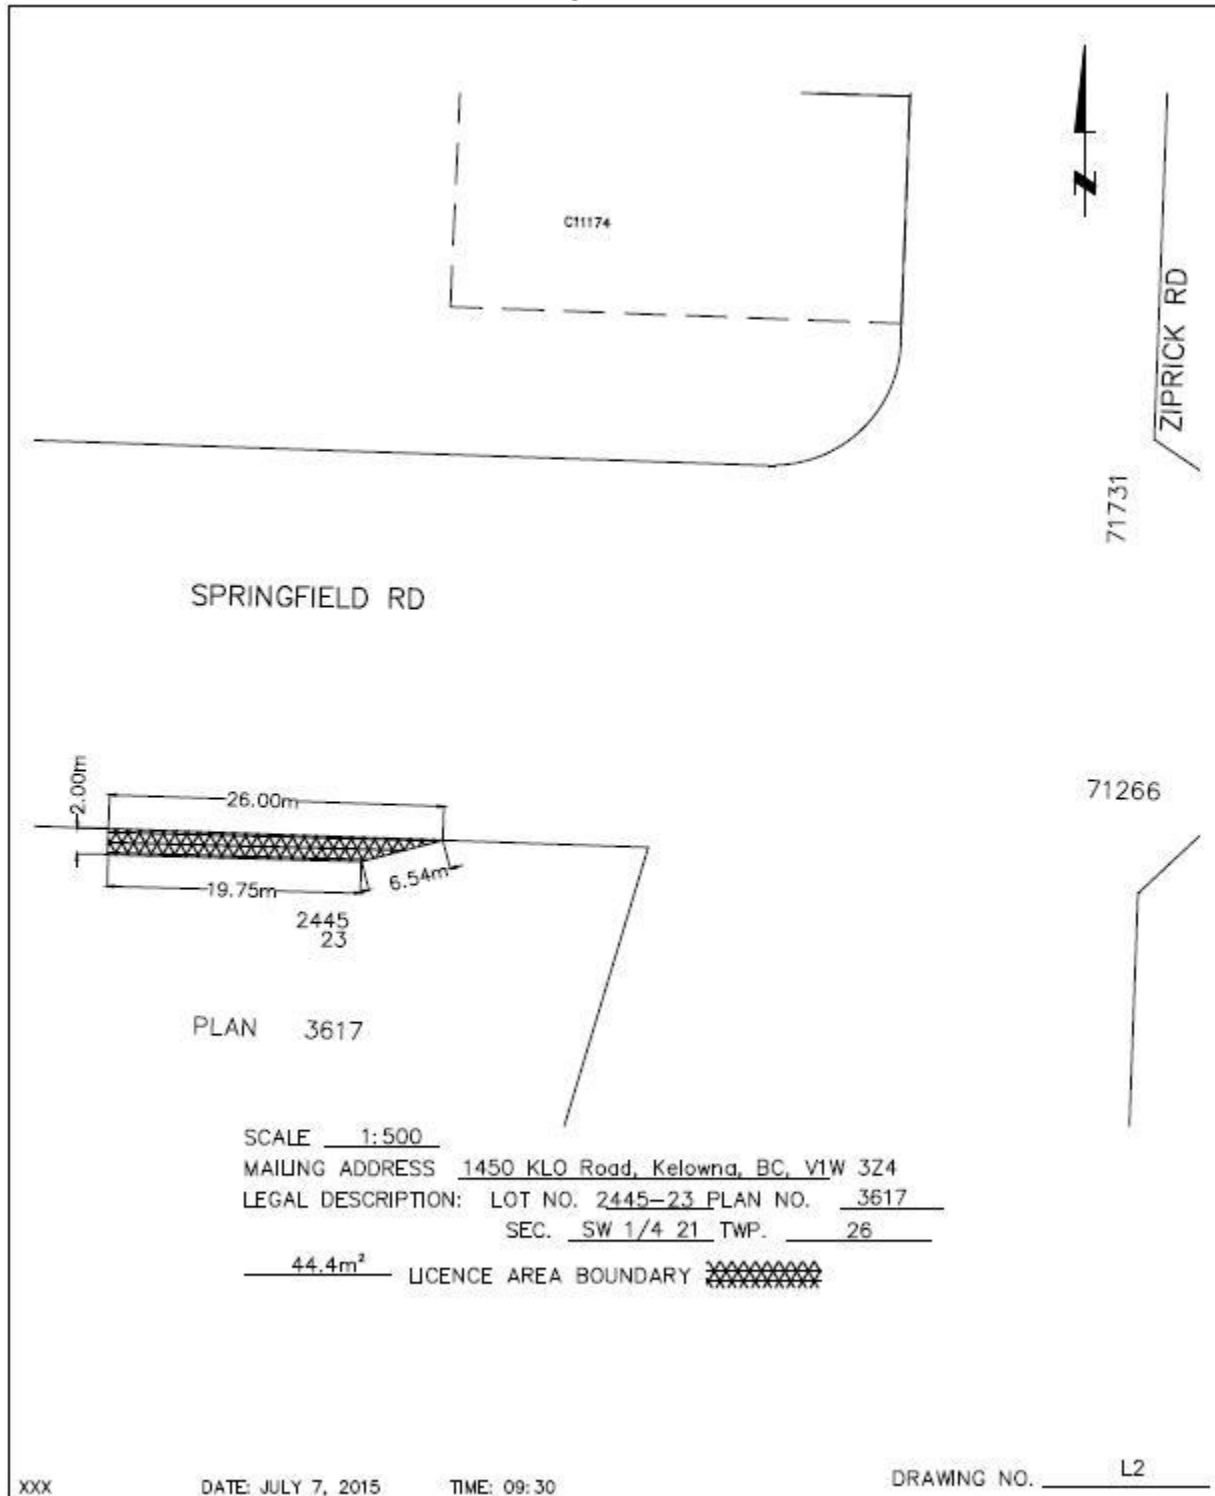 N
C11174
ZIPRICK RD
71731
SPRINGFIELD RD
2.00m
26.00m
71266
19.75m
6.54m
2445
23
PLAN 3617
SCALE 1:500
MAILING ADDRESS 1450 KLO Road, Kelowna, BC, V1W 3Z4
LEGAL DESCRIPTION: LOT NO. 2445-23 PLAN NO. 3617
SEC. SW 1/4 21 TWP. 26
44.4m² LICENCE AREA BOUNDARY
XXX DATE: JULY 7, 2015 TIME: 09:30 DRAWING NO. L2